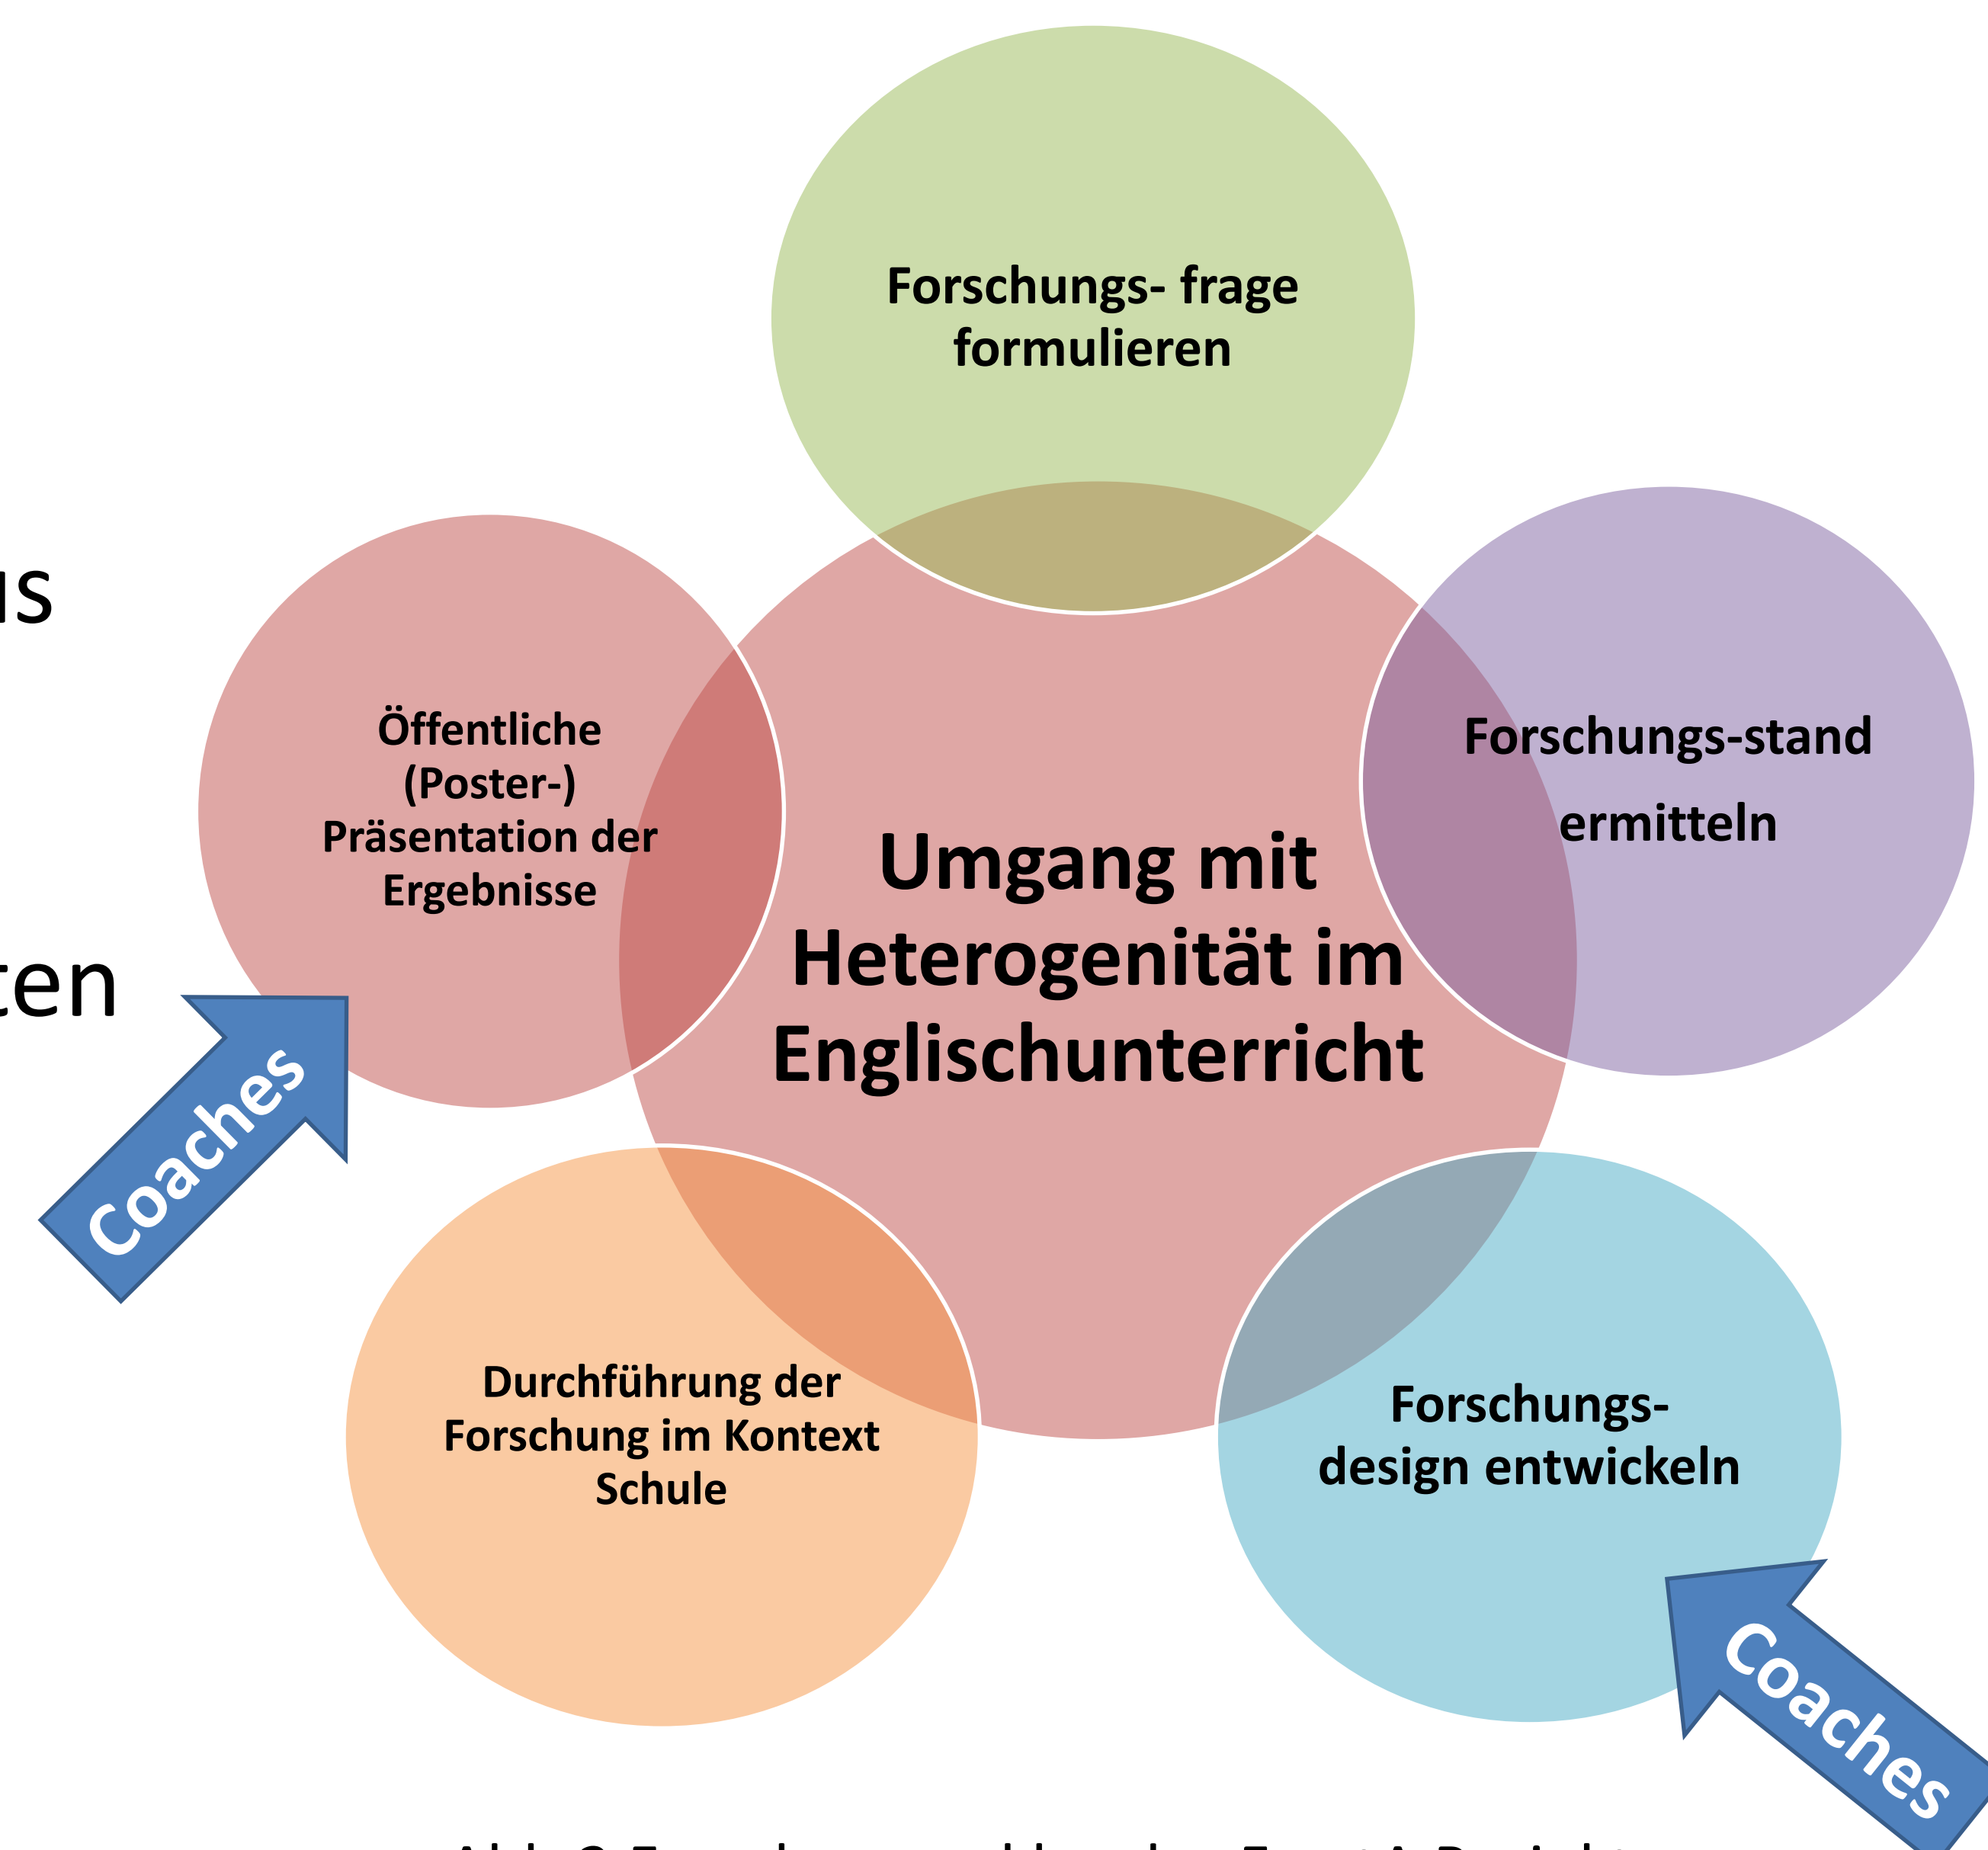 Forschungs- frage
formulieren
Öffentliche
(Poster-)
Präsentation der
Ergebnisse
Forschungs-stand
ermitteln
Umgang mit
Heterogenität im
Englischunterricht
Coaches
Durchführung der
Forschung im Kontext
Schule
Forschungs-
design entwickeln
Coaches